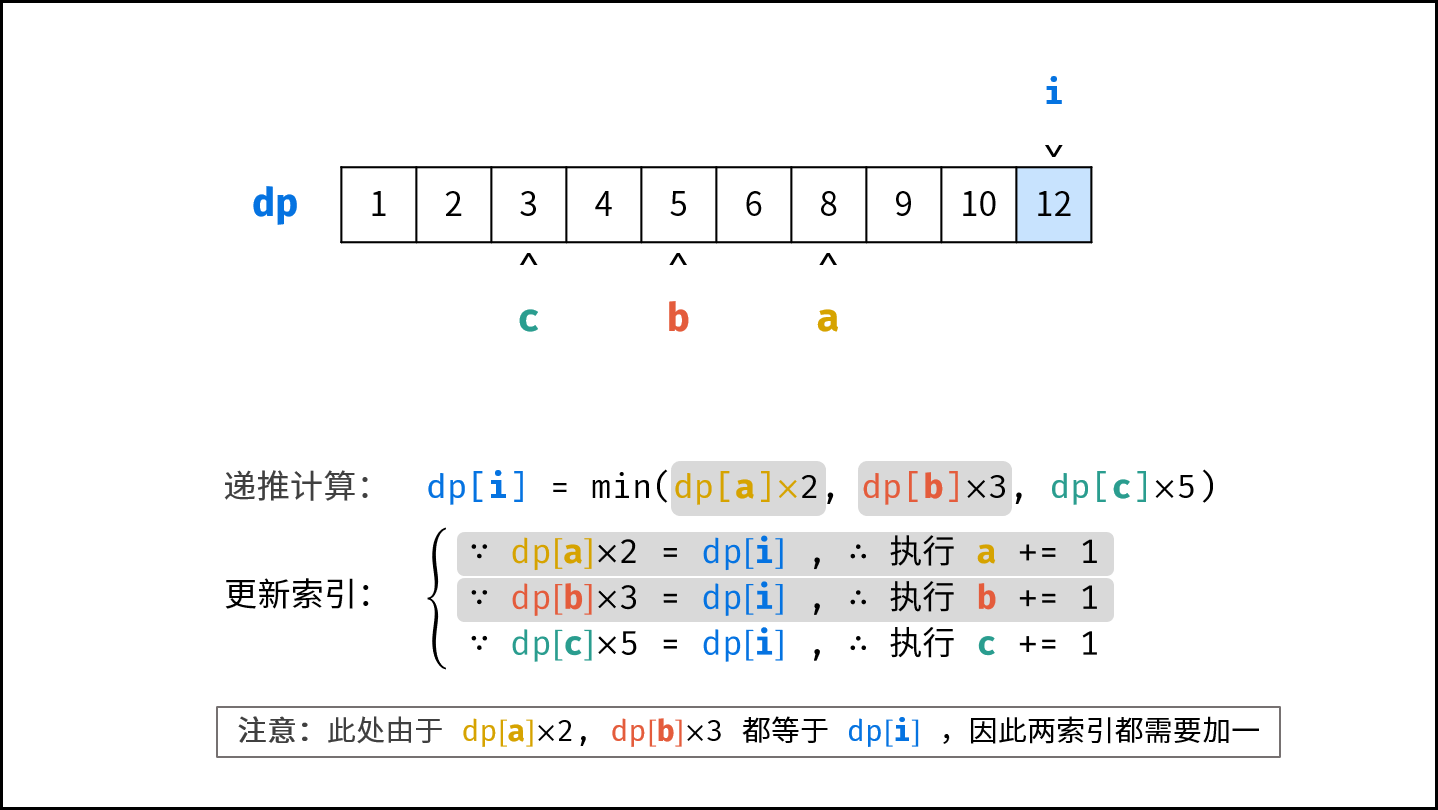 i
dp 1 2 3 4 5 6 8 9 10 12
c b a
递推计算： dp[i] = min(dp[a]×2, dp[b]×3, dp[c]×5)
∵ dp[a]×2 = dp[i] , ∴ 执行 a += 1
更新索引： ∵ dp[b]×3 = dp[i] , ∴ 执行 b += 1
∵ dp[c]×5 = dp[i] , ∴ 执行 c += 1
注意：此处由于 dp[a]×2, dp[b]×3 都等于 dp[i] ，因此两索引都需要加一